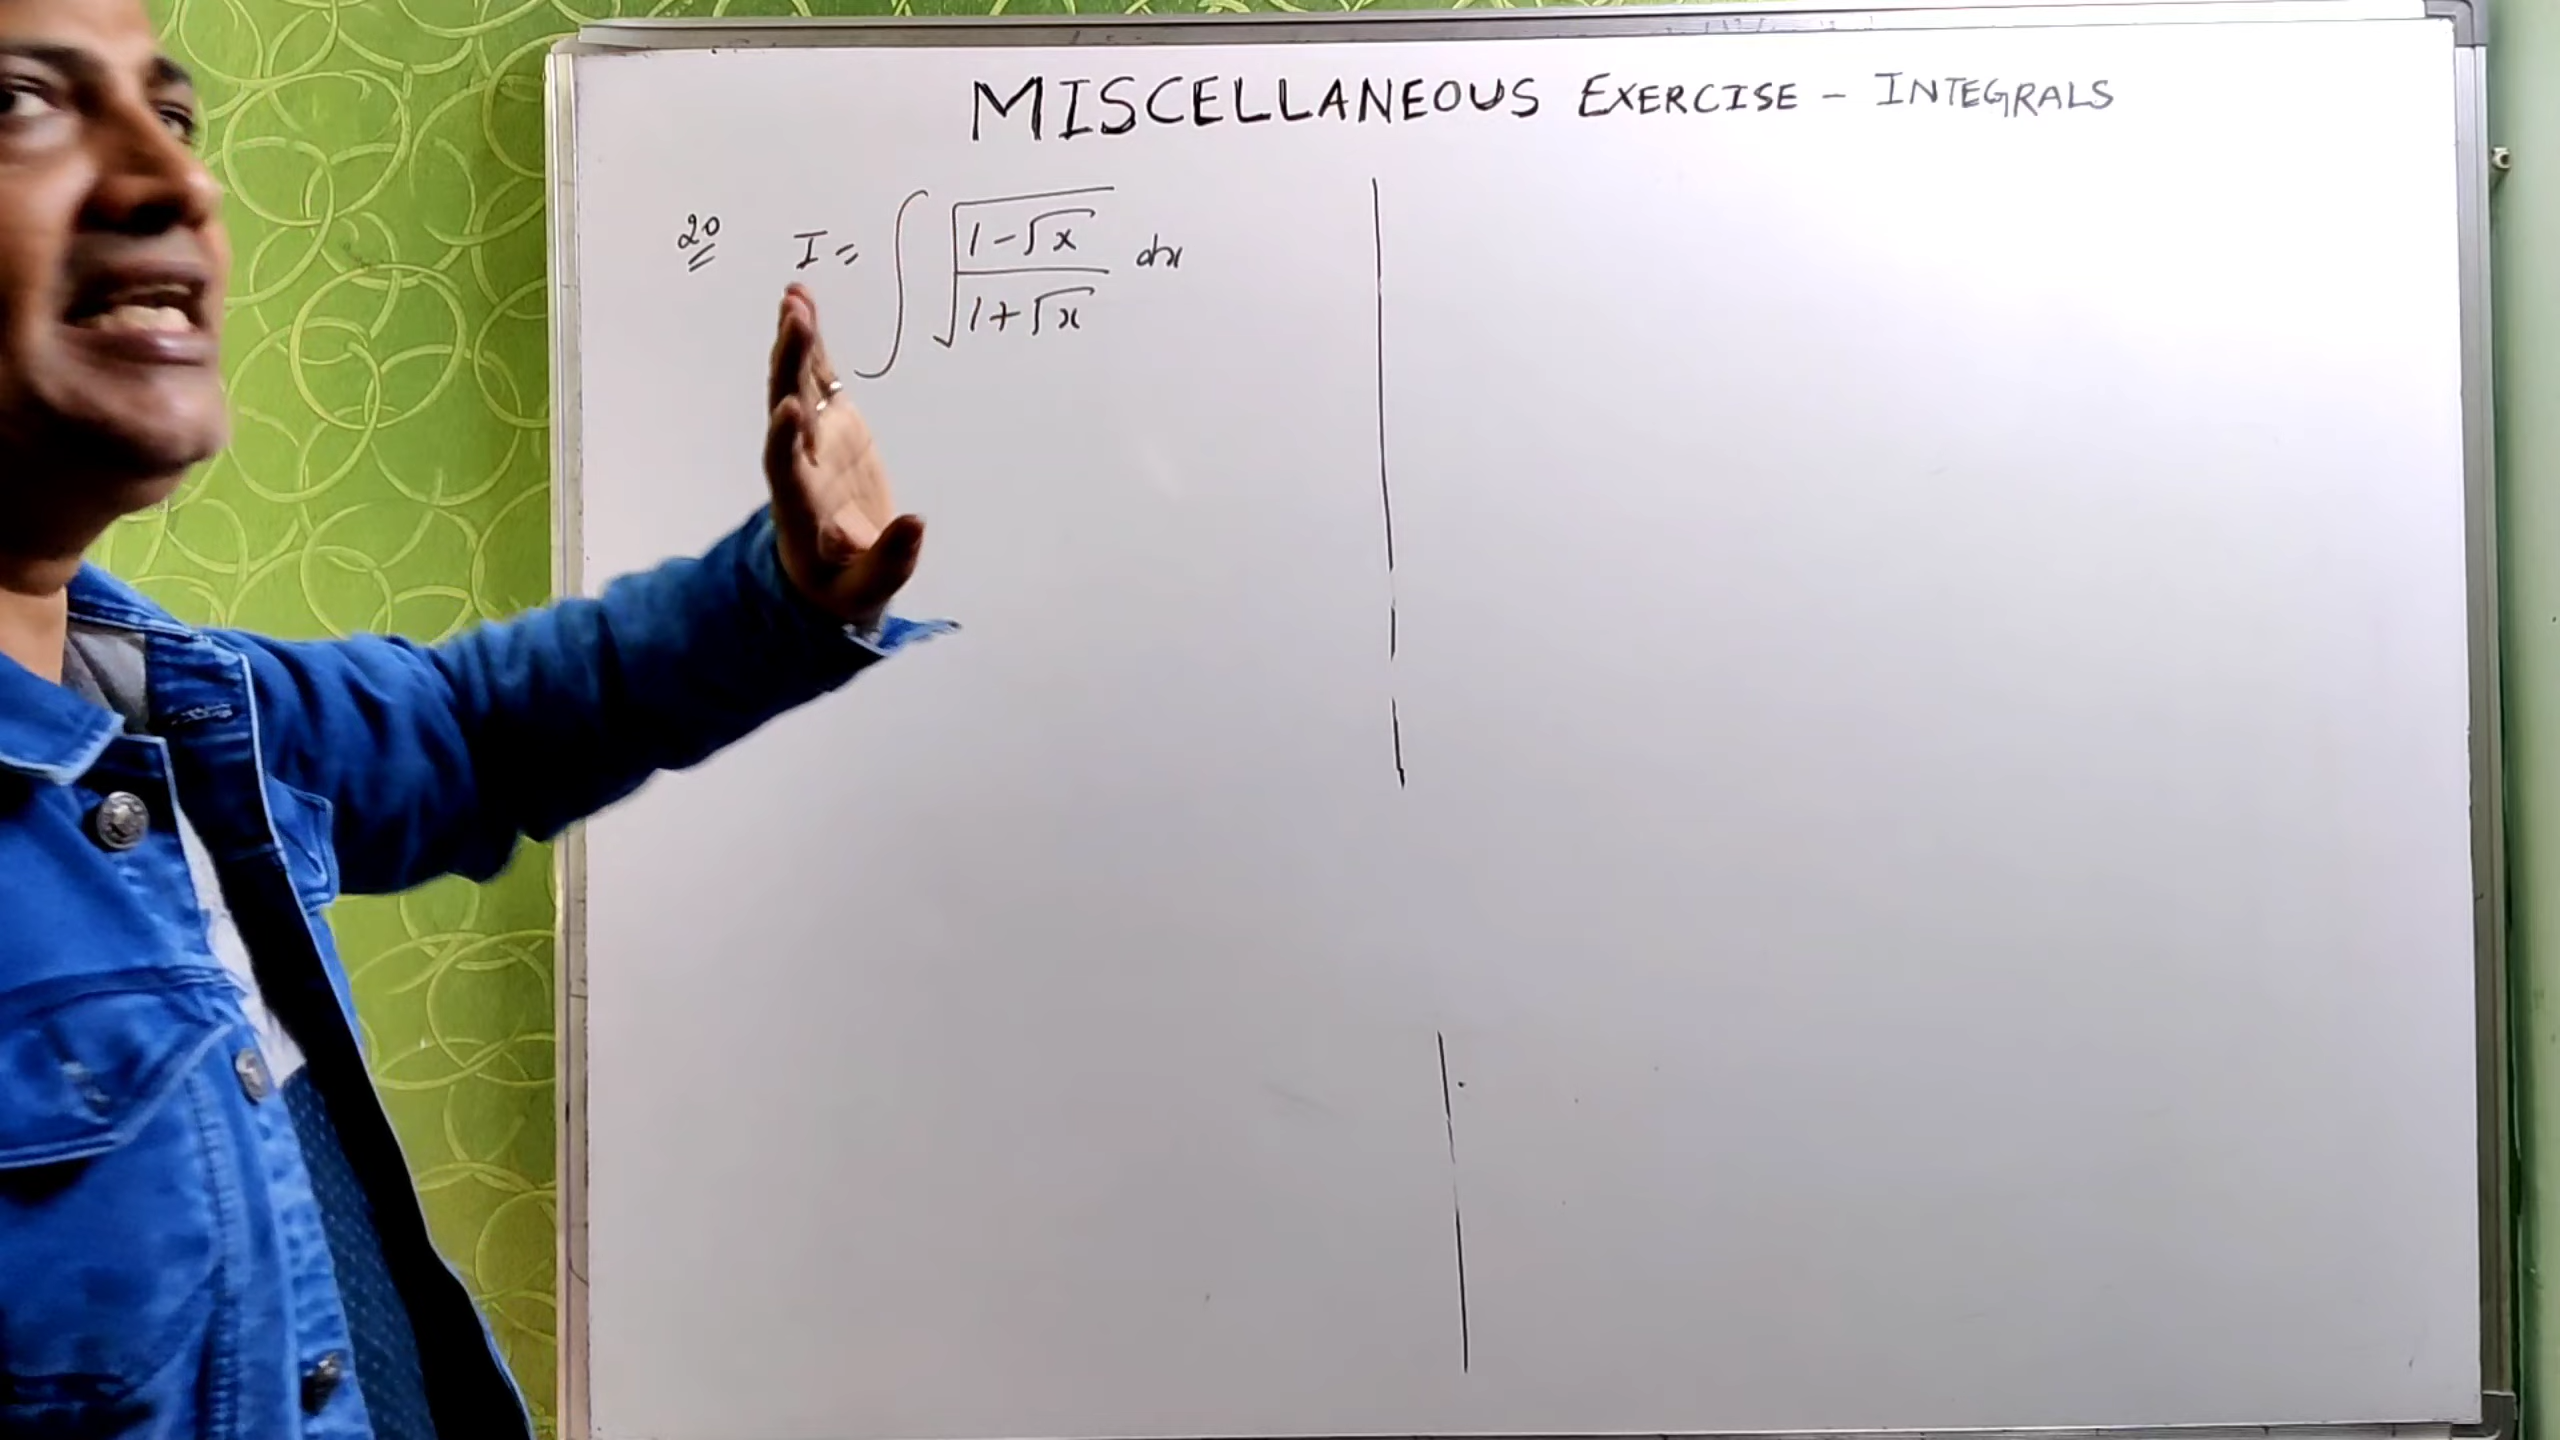 MISCELLANEOUS EXERCISE - INTEGRALS
20 I = ∫ √((1-√x)/(1+√x)) dx